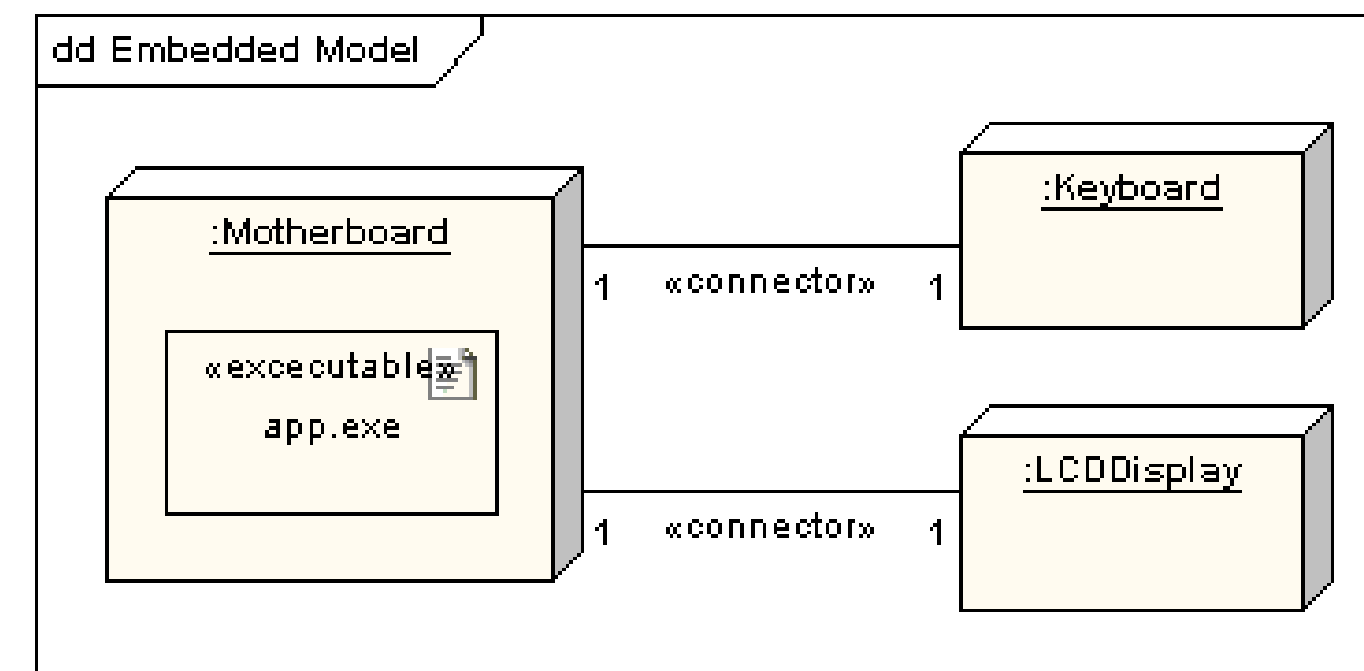 dd Embedded Model
:Motherboard
«excecutable»
app.exe
1 «connector» 1
:Keyboard
1 «connector» 1
:LCDDisplay